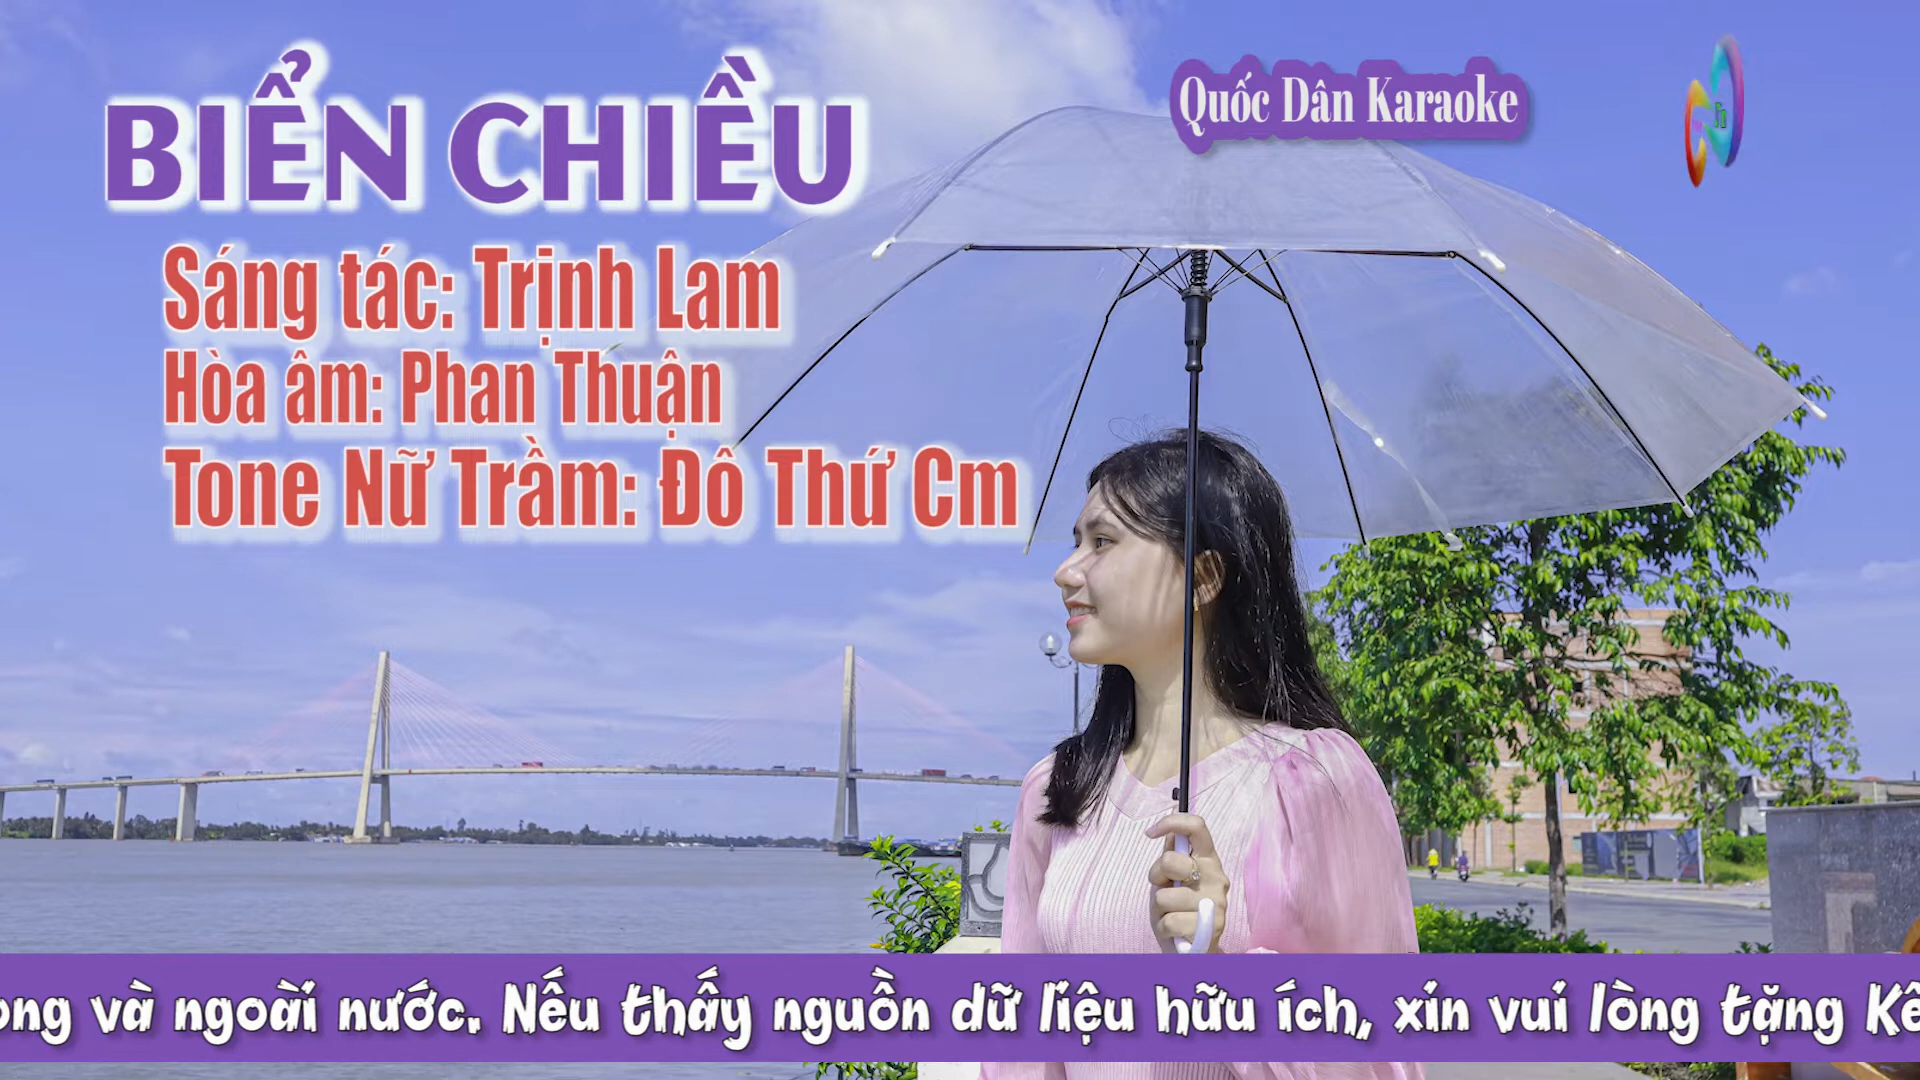 BIỂN CHIỀU
Quốc Dân Karaoke
Sáng tác: Trịnh Lam
Hòa âm: Phan Thuận
Tone Nữ Trầm: Đô Thứ Cm
và ngoài nước. Nếu thấy nguồn dữ liệu hữu ích, xin vui lòng tặng